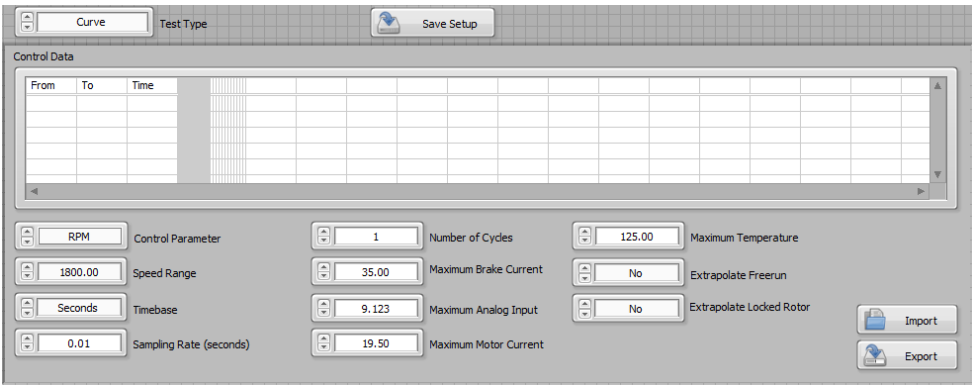 Curve Test Type Save Setup
Control Data
From To Time
RPM Control Parameter 1 Number of Cycles 125.00 Maximum Temperature
1800.00 Speed Range 35.00 Maximum Brake Current No Extrapolate Freerun
Seconds Timebase 9.123 Maximum Analog Input No Extrapolate Locked Rotor
Import
0.01 Sampling Rate (seconds) 19.50 Maximum Motor Current
Export